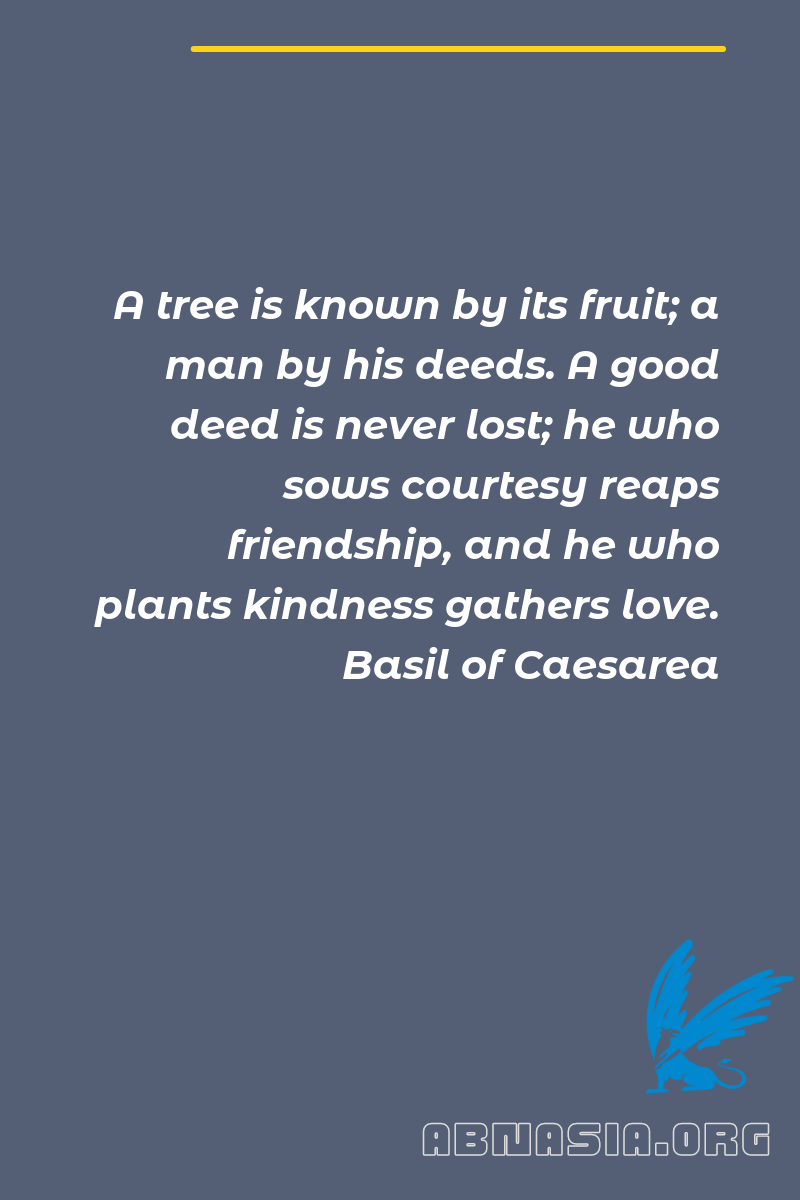 A tree is known by its fruit; a
man by his deeds. A good
deed is never lost; he who
sows courtesy reaps
friendship, and he who
plants kindness gathers love.
Basil of Caesarea
ABNASIA.ORG